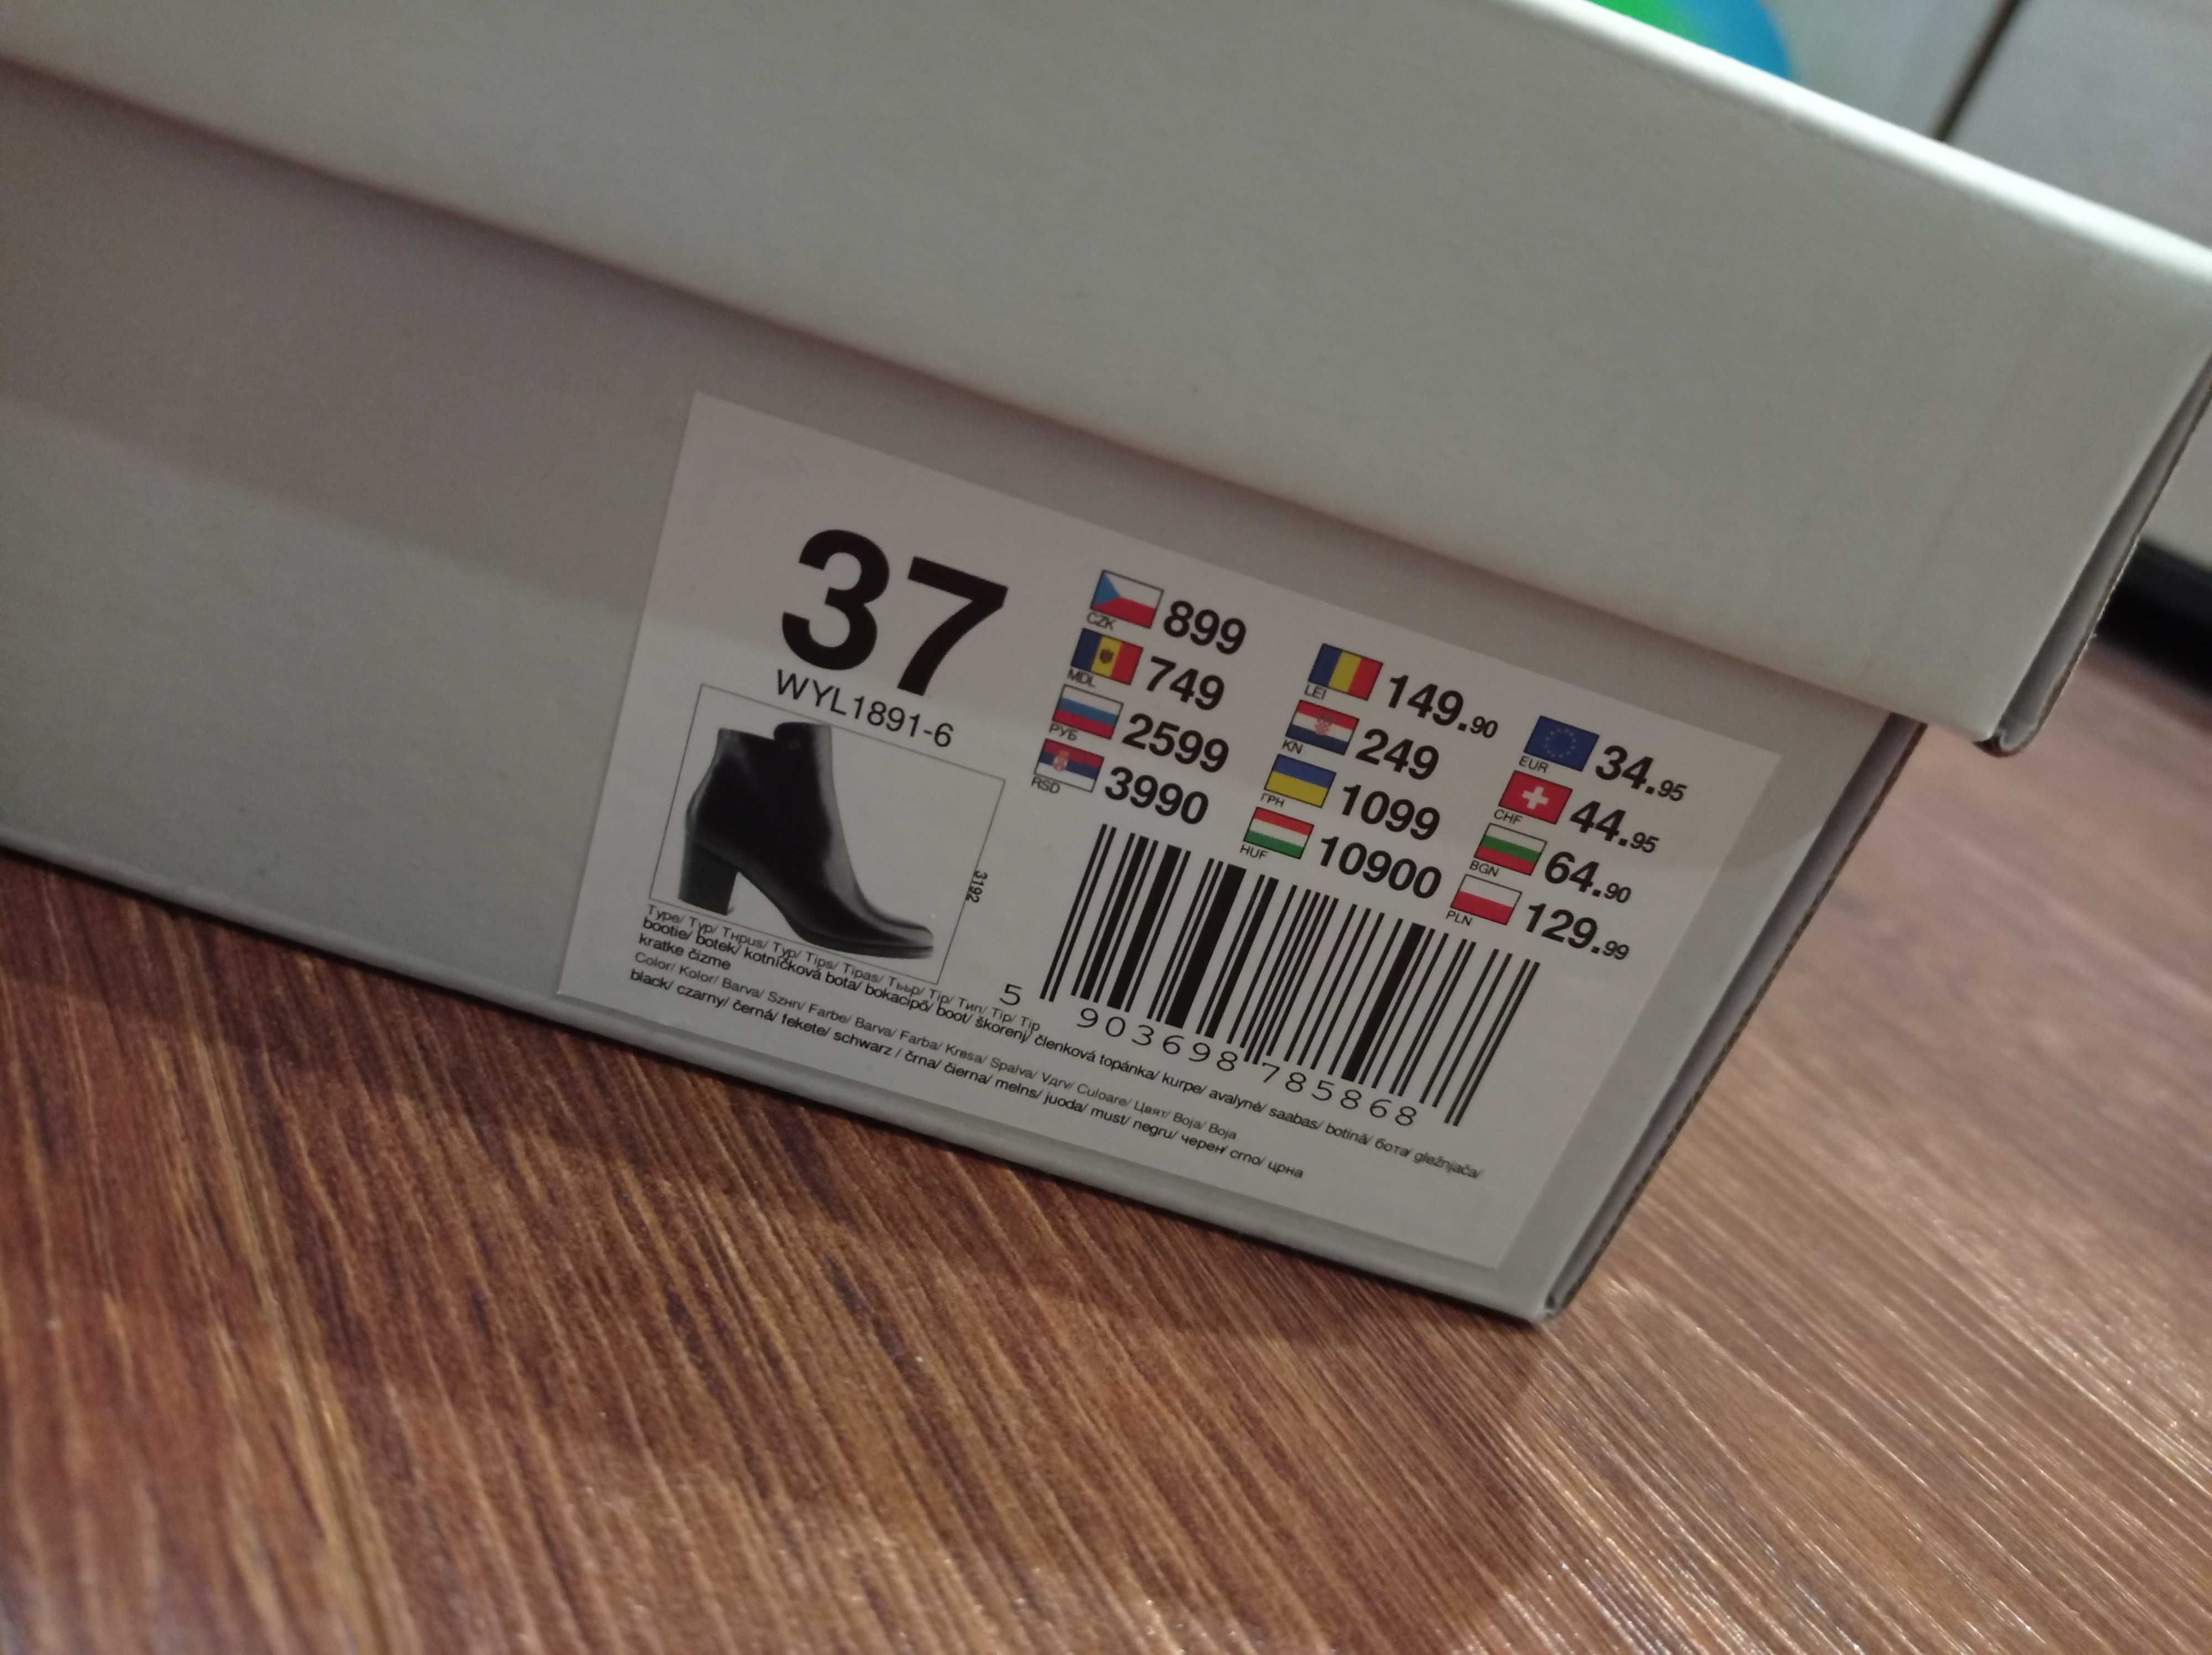 37
WYL1891-6
CZK 899
MDL 749
РУБ 2599
RSD 3990
LEI 149.90
KN 249
ГРН 1099
HUF 10900
EUR 34.95
CHF 44.95
BGN 64.90
PLN 129.99
3192
5 903698 785868
Type/ Typ/ Típus/ Typ/ Tips/ Tipas/ Tüüp/ Tip/ Тип/ Tip/ Tip
bootie/ botek/ kotníčková bota/ bokacipő/ boot/ škorenj/ členková topánka/ kurpe/ avalynė/ saabas/ botină/ бота/ gležnjača/
kratke čizme
Color/ Kolor/ Barva/ Szín/ Farbe/ Barva/ Farba/ Krāsa/ Spalva/ Värv/ Culoare/ Цвят/ Boja/ Boja
black/ czarny/ černá/ fekete/ schwarz / črna/ čierna/ melns/ juoda/ must/ negru/ черен/ crno/ црна